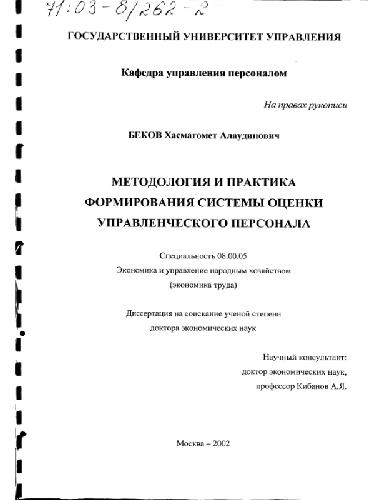 71:03-8/262-2
ГОСУДАРСТВЕННЫЙ УНИВЕРСИТЕТ УПРАВЛЕНИЯ
Кафедра управления персоналом
На правах рукописи
БЕКОВ Хасмагомет Алаудинович
МЕТОДОЛОГИЯ И ПРАКТИКА
ФОРМИРОВАНИЯ СИСТЕМЫ ОЦЕНКИ
УПРАВЛЕНЧЕСКОГО ПЕРСОНАЛА
Специальность 08.00.05
Экономика и управление народным хозяйством
(экономика труда)
Диссертация на соискание ученой степени
доктора экономических наук
Научный консультант:
доктор экономических наук,
профессор Кибанов А.Я.
Москва – 2002